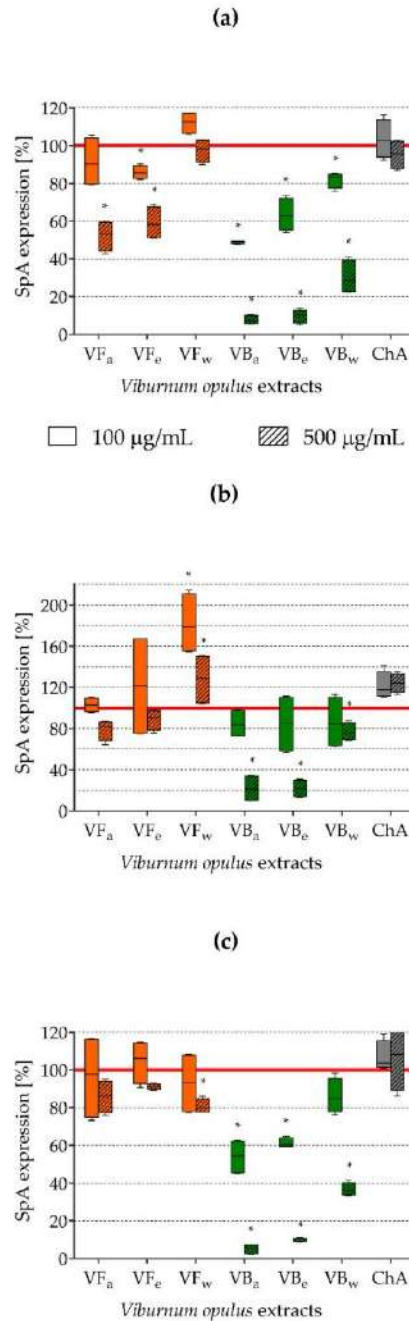 (a)
SpA expression [%]
120
100
80
60
40
20
0
VFa VFe VFw VBa VBe VBw ChA
Viburnum opulus extracts
100 µg/mL 500 µg/mL
(b)
SpA expression [%]
200
160
120
80
40
0
VFa VFe VFw VBa VBe VBw ChA
Viburnum opulus extracts
(c)
SpA expression [%]
120
100
80
60
40
20
0
VFa VFe VFw VBa VBe VBw ChA
Viburnum opulus extracts